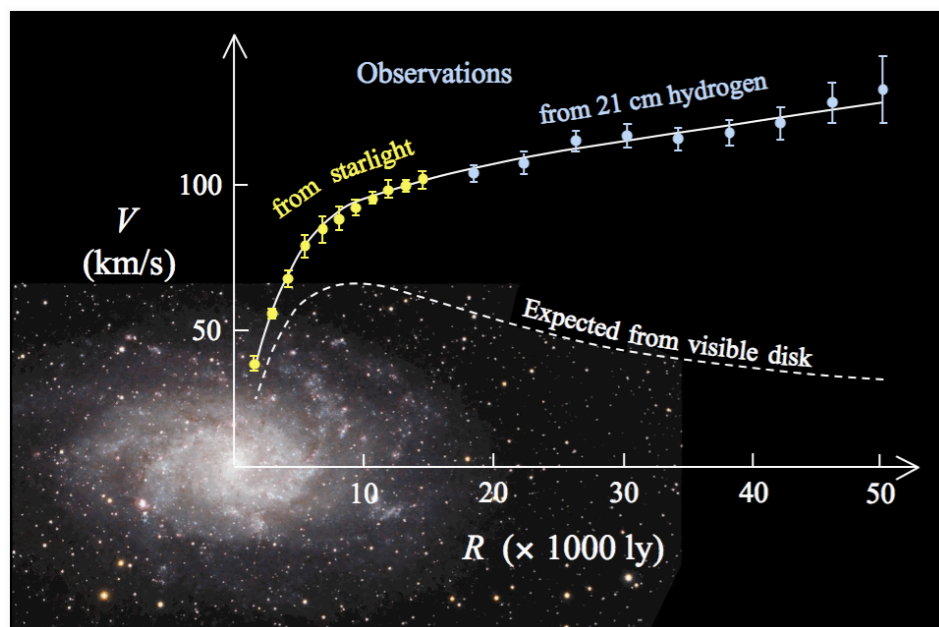 Observations
from 21 cm hydrogen
from starlight
100
V
(km/s)
50
Expected from visible disk
10 20 30 40 50
R (× 1000 ly)